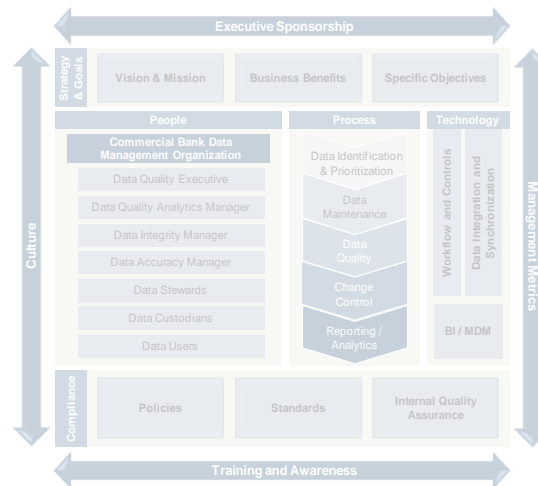 Executive Sponsorship
Strategy
& Goals
Vision & Mission
Business Benefits
Specific Objectives
People
Process
Technology
Commercial Bank Data
Management Organization
Data Quality Executive
Data Quality Analytics Manager
Data Integrity Manager
Data Accuracy Manager
Data Stewards
Data Custodians
Data Users
Data Identification
& Prioritization
Data
Maintenance
Data
Quality
Change
Control
Reporting /
Analytics
Workflow and Controls
Data Integration and
Synchronization
BI / MDM
Culture
Management Metrics
Compliance
Policies
Standards
Internal Quality
Assurance
Training and Awareness